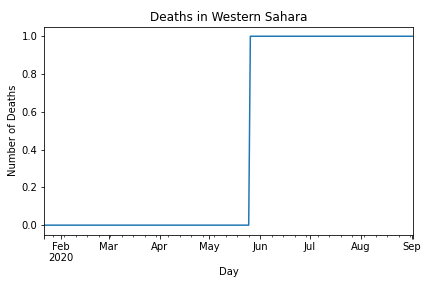 Deaths in Western Sahara
1.0
0.8
0.6
0.4
0.2
0.0
Number of Deaths
Feb Mar Apr May Jun Jul Aug Sep
2020
Day